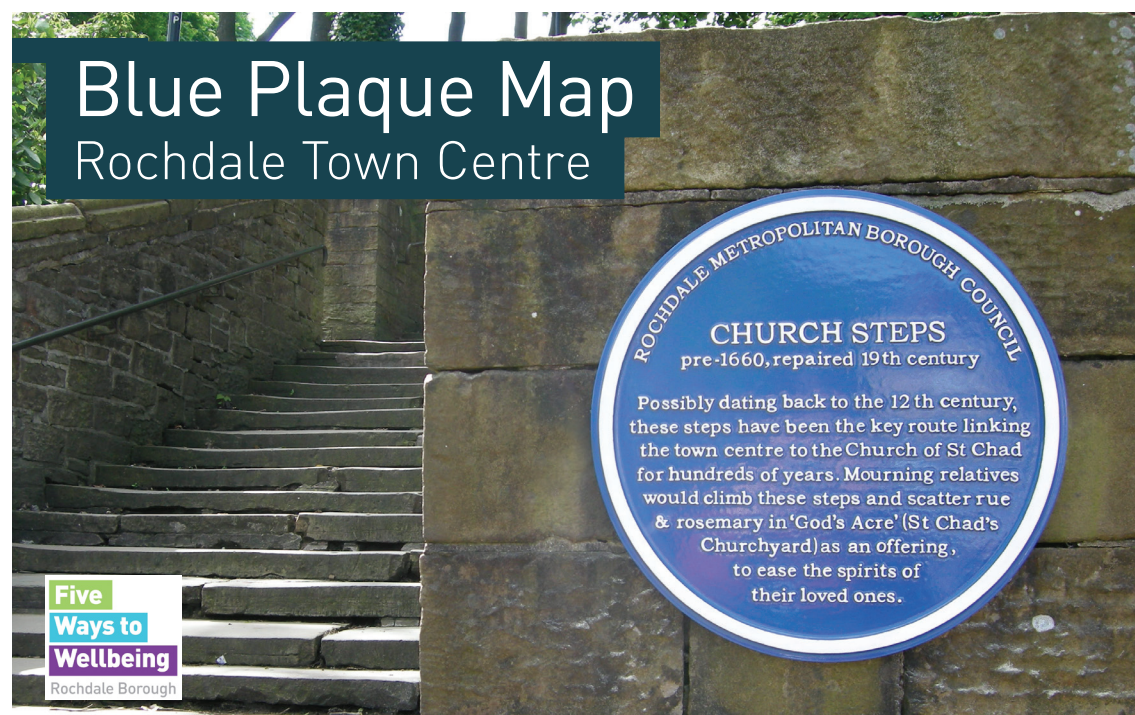 P
Blue Plaque Map
Rochdale Town Centre
ROCHDALE METROPOLITAN BOROUGH COUNCIL
CHURCH STEPS
pre-1660, repaired 19th century
Possibly dating back to the 12th century,
these steps have been the key route linking
the town centre to the Church of St Chad
for hundreds of years. Mourning relatives
would climb these steps and scatter rue
& rosemary in 'God's Acre' (St Chad's
Churchyard) as an offering,
to ease the spirits of
their loved ones.
Five
Ways to
Wellbeing
Rochdale Borough